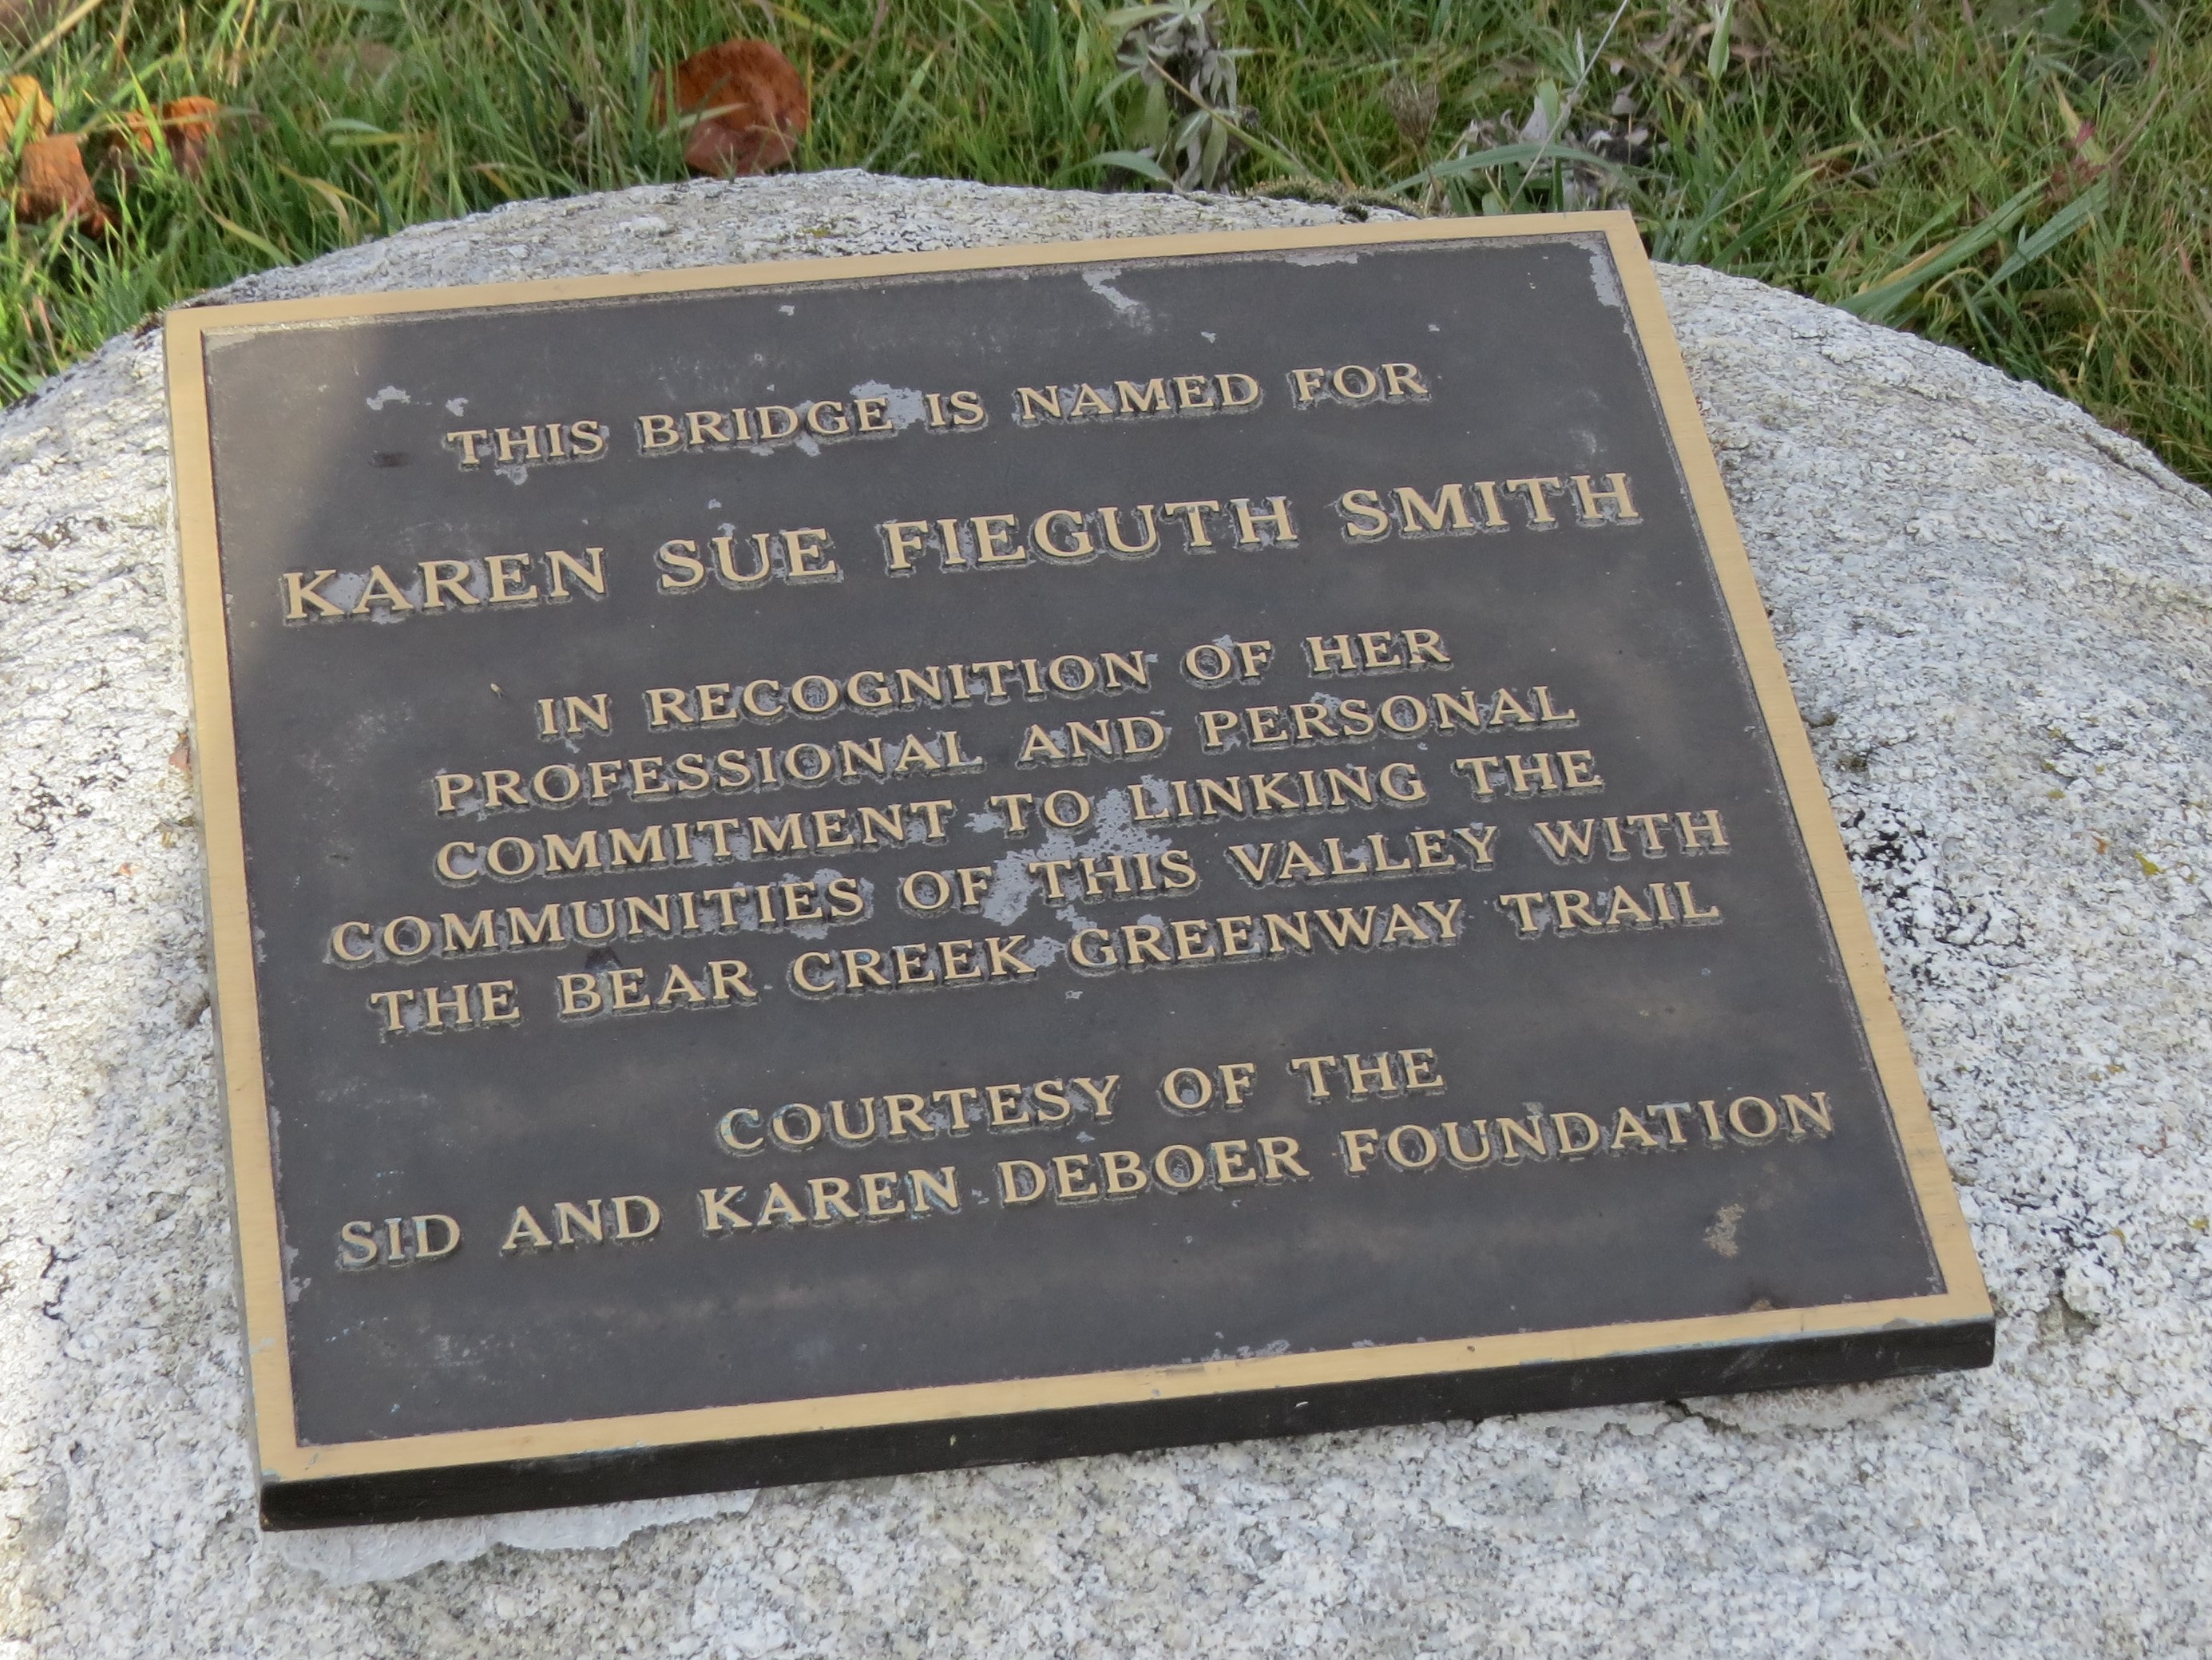 THIS BRIDGE IS NAMED FOR
KAREN SUE FIEGUTH SMITH
IN RECOGNITION OF HER
PROFESSIONAL AND PERSONAL
COMMITMENT TO LINKING THE
COMMUNITIES OF THIS VALLEY WITH
THE BEAR CREEK GREENWAY TRAIL
COURTESY OF THE
SID AND KAREN DEBOER FOUNDATION